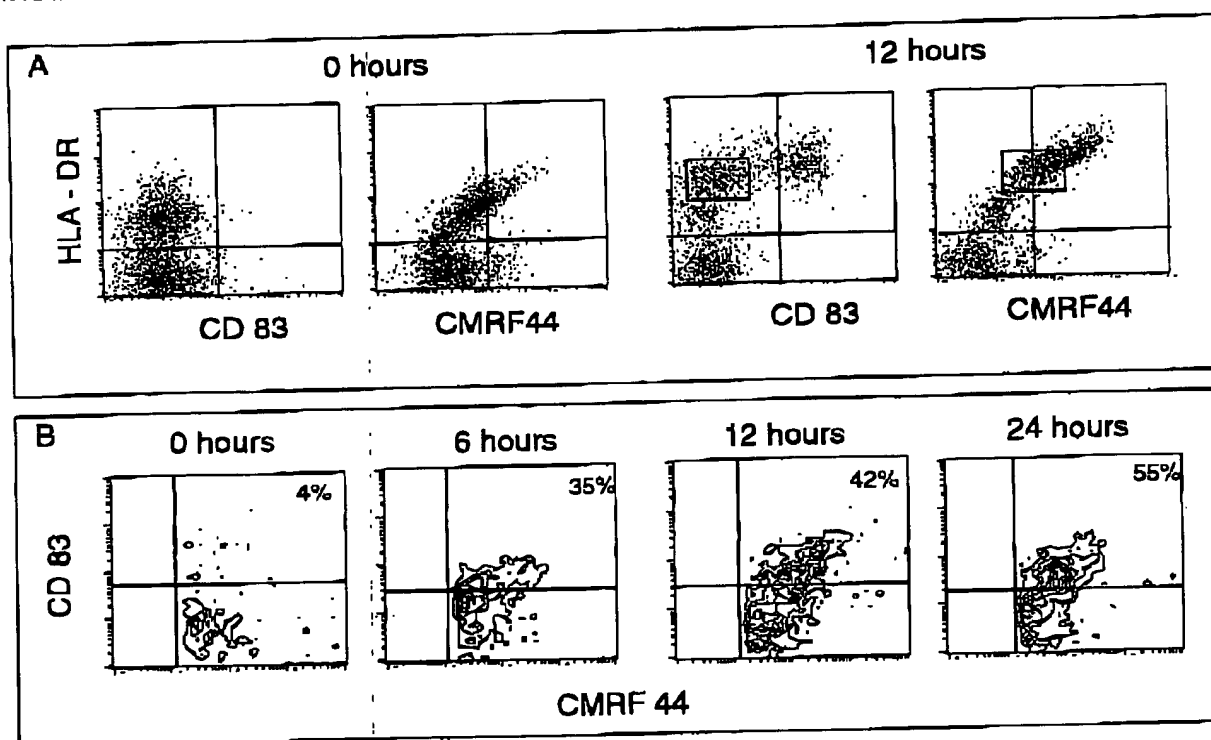 A
0 hours
12 hours
HLA - DR
CD 83
CMRF44
CD 83
CMRF44
B
0 hours
6 hours
12 hours
24 hours
4%
35%
42%
55%
CD 83
CMRF 44